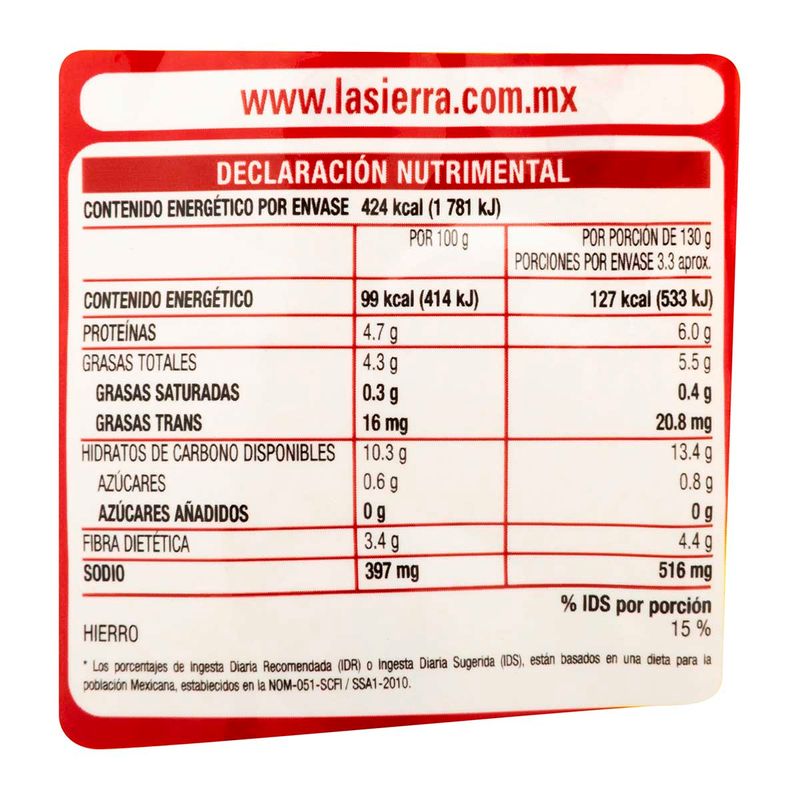 www.lasierra.com.mx
DECLARACIÓN NUTRIMENTAL
CONTENIDO ENERGÉTICO POR ENVASE 424 kcal (1 781 kJ)
POR 100 g POR PORCIÓN DE 130 g
PORCIONES POR ENVASE 3.3 aprox.
CONTENIDO ENERGÉTICO 99 kcal (414 kJ) 127 kcal (533 kJ)
PROTEÍNAS 4.7 g 6.0 g
GRASAS TOTALES 4.3 g 5.5 g
GRASAS SATURADAS 0.3 g 0.4 g
GRASAS TRANS 16 mg 20.8 mg
HIDRATOS DE CARBONO DISPONIBLES 10.3 g 13.4 g
AZÚCARES 0.6 g 0.8 g
AZÚCARES AÑADIDOS 0 g 0 g
FIBRA DIETÉTICA 3.4 g 4.4 g
SODIO 397 mg 516 mg
% IDS por porción
HIERRO 15 %
* Los porcentajes de Ingesta Diaria Recomendada (IDR) o Ingesta Diaria Sugerida (IDS), están basados en una dieta para la
población Mexicana, establecidos en la NOM-051-SCFI / SSA1-2010.